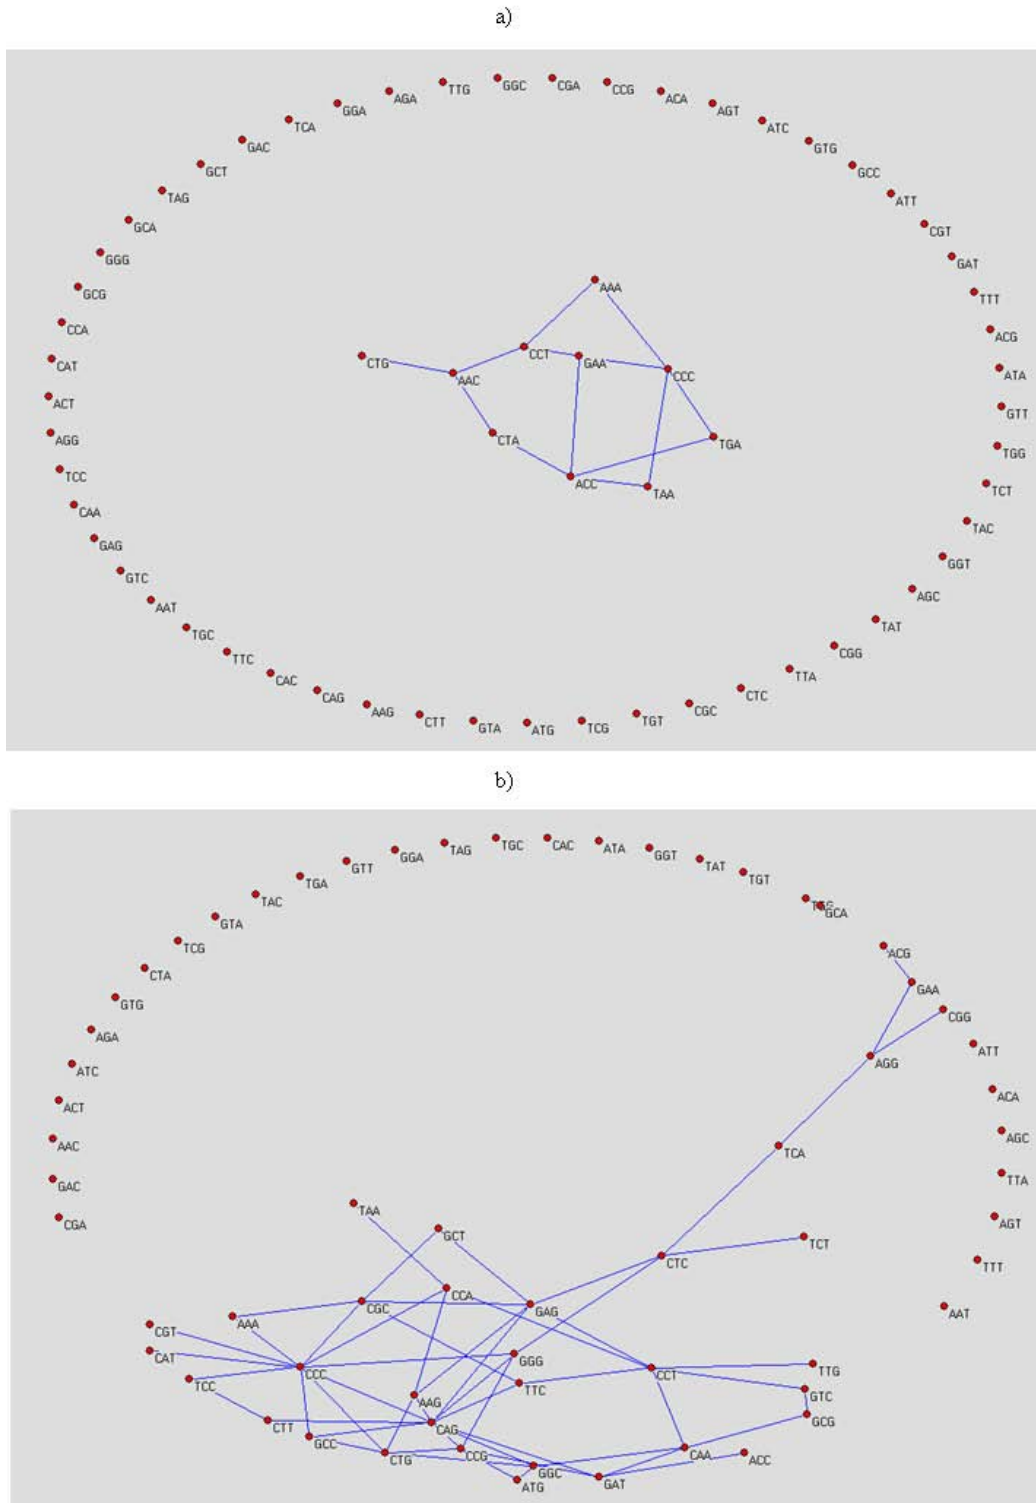 a)
TTG GGC CGA CCG ACA
AGA AGT
GGA ATC
TCA GTG
GAC GCC
GCT ATT
TAG CGT
GCA GAT
GGG TTT
GCG AAA
CCA ACG
CAT CTG AAC CCT GAA CCC ATA
ACT GTT
AGG CTA TGA TGG
TCC ACC TAA TCT
CAA TAC
GAG GGT
GTC AGC
AAT TAT
TGC CGG
TTC TTA
CAC CTC
CAG CGC
AAG TGT
CTT GTA ATG TCG
b)
GGA TAG TGC CAC ATA GGT
GTT TAT
TGA TGT
TAC GCA
GTA
TCG ACG
CTA GAA
GTG CGG
AGA ATT
ATC AGG
ACT ACA
AAC AGC
GAC TCA TTA
CGA TAA AGT
GCT TCT
CTC TTT
CCA
CGC GAG AAT
CGT AAA
CAT GGG
CCC CCT TTG
TCC TTC GTC
AAG GCG
CTT CAG
GCC CTG CCG CAA ACC
GGC GAT
ATG